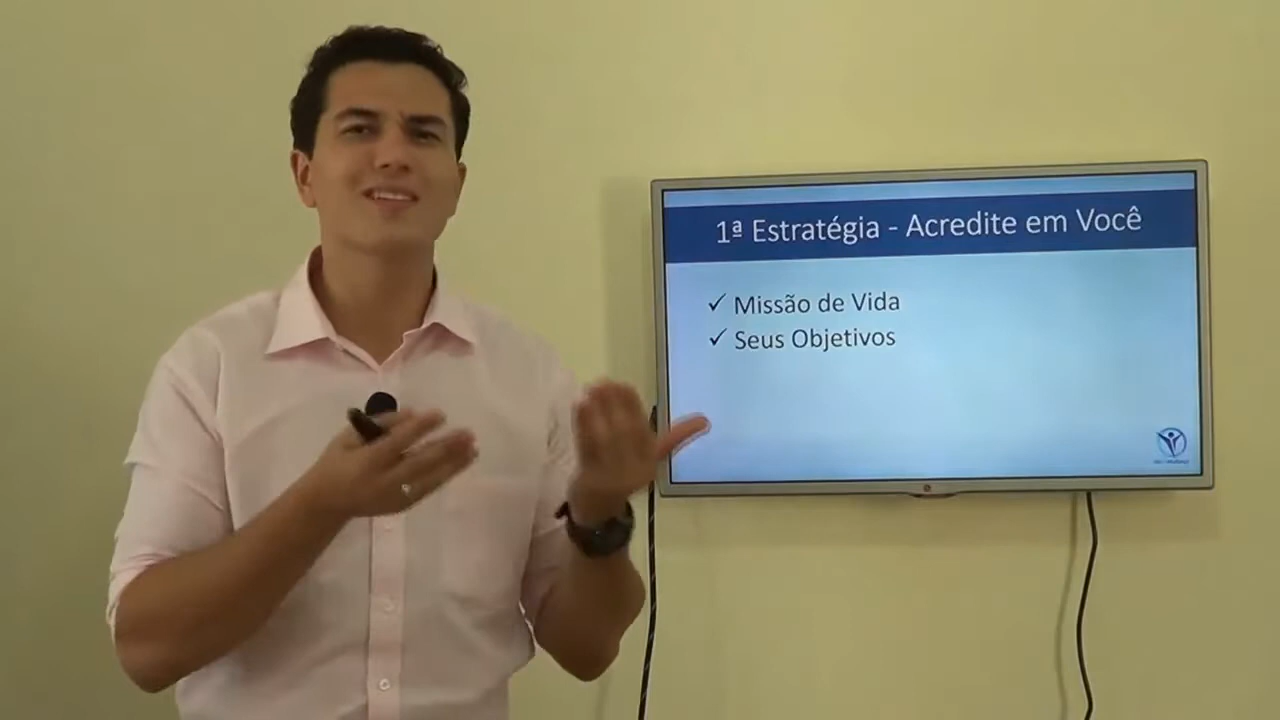 1ª Estratégia - Acredite em Você
✓ Missão de Vida
✓ Seus Objetivos